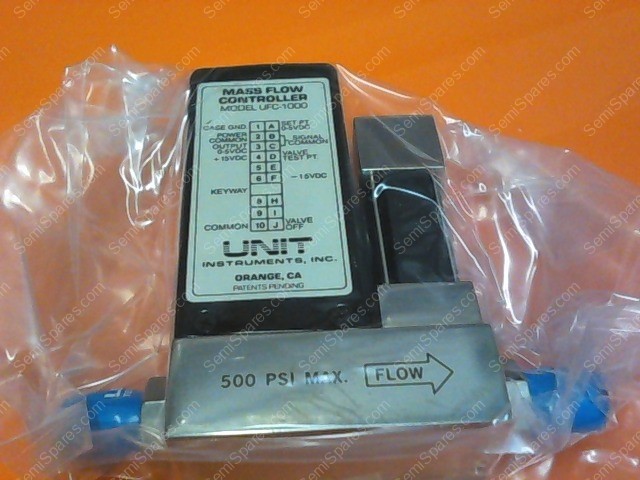 MASS FLOW
CONTROLLER
MODEL UFC-1000
CASE GND. 1 A SET PT.
0-5VDC
POWER
COMMON 2 B SIGNAL
COMMON
OUTPUT
0-5VDC 3 C
+15VDC 4 D VALVE
TEST PT.
5 E
6 F -15VDC
KEYWAY
8 H
9 I
COMMON 10 J VALVE
OFF
UNIT
INSTRUMENTS, INC.
ORANGE, CA
PATENTS PENDING
500 PSI MAX. FLOW
SemiSpares.com